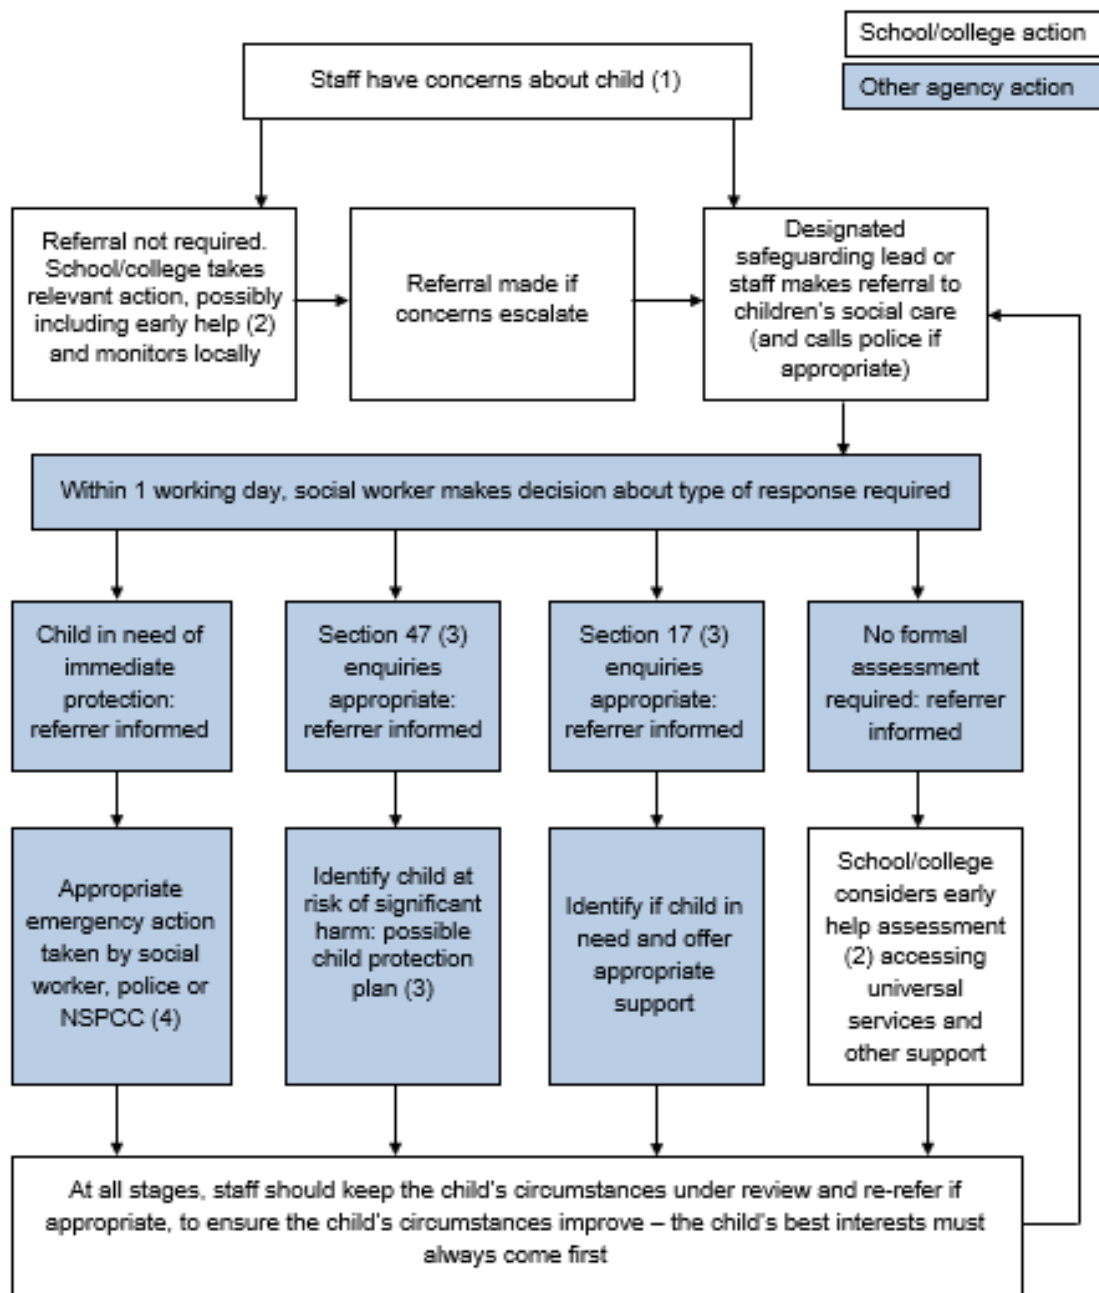 School/college action
Other agency action
Staff have concerns about child (1)
Referral not required.
School/college takes
relevant action, possibly
including early help (2)
and monitors locally
Referral made if
concerns escalate
Designated
safeguarding lead or
staff makes referral to
children's social care
(and calls police if
appropriate)
Within 1 working day, social worker makes decision about type of response required
Child in need of
immediate
protection:
referrer informed
Section 47 (3)
enquiries
appropriate:
referrer informed
Section 17 (3)
enquiries
appropriate:
referrer informed
No formal
assessment
required: referrer
informed
Appropriate
emergency action
taken by social
worker, police or
NSPCC (4)
Identify child at
risk of significant
harm: possible
child protection
plan (3)
Identify if child in
need and offer
appropriate
support
School/college
considers early
help assessment
(2) accessing
universal
services and
other support
At all stages, staff should keep the child's circumstances under review and re-refer if
appropriate, to ensure the child's circumstances improve – the child's best interests must
always come first